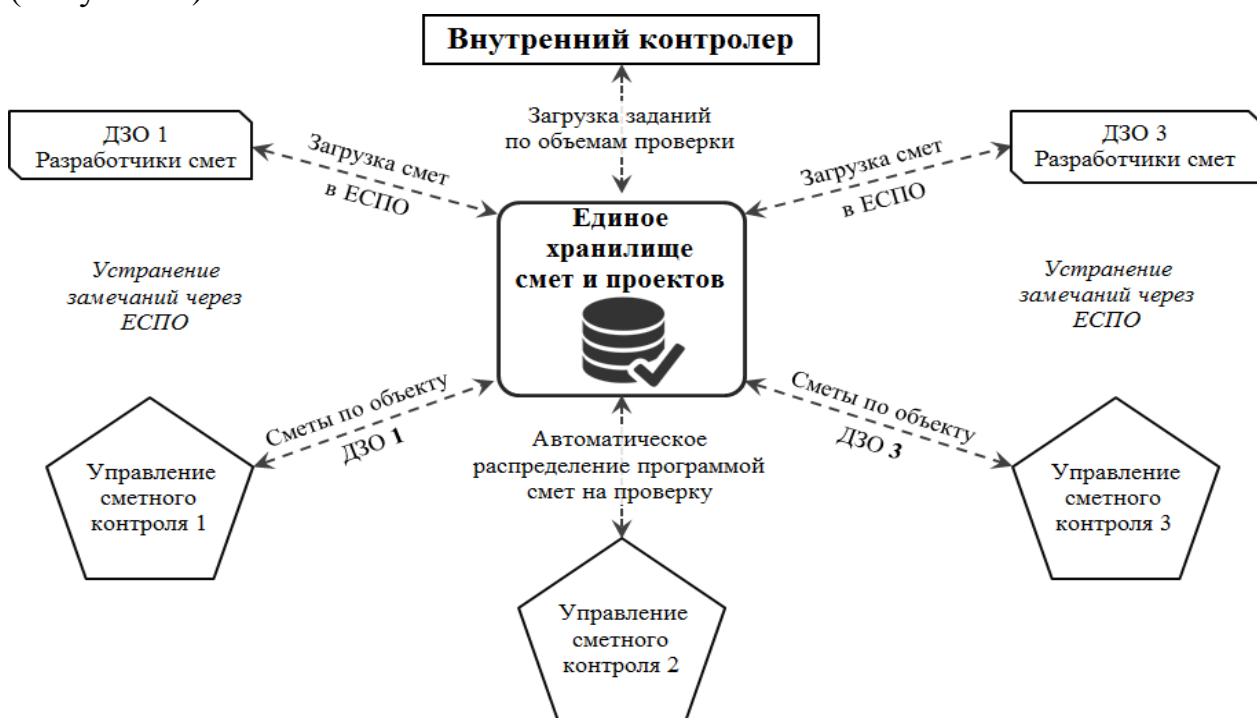 Внутренний контролер
Загрузка заданий
по объемам проверки
ДЗО 1
Разработчики смет
Загрузка смет
в ЕСПО
ДЗО 3
Разработчики смет
Загрузка смет
в ЕСПО
Единое
хранилище
смет и проектов
Устранение
замечаний через
ЕСПО
Устранение
замечаний через
ЕСПО
Сметы по объекту
ДЗО 1
Сметы по объекту
ДЗО 3
Автоматическое
распределение программой
смет на проверку
Управление
сметного
контроля 1
Управление
сметного
контроля 3
Управление
сметного
контроля 2